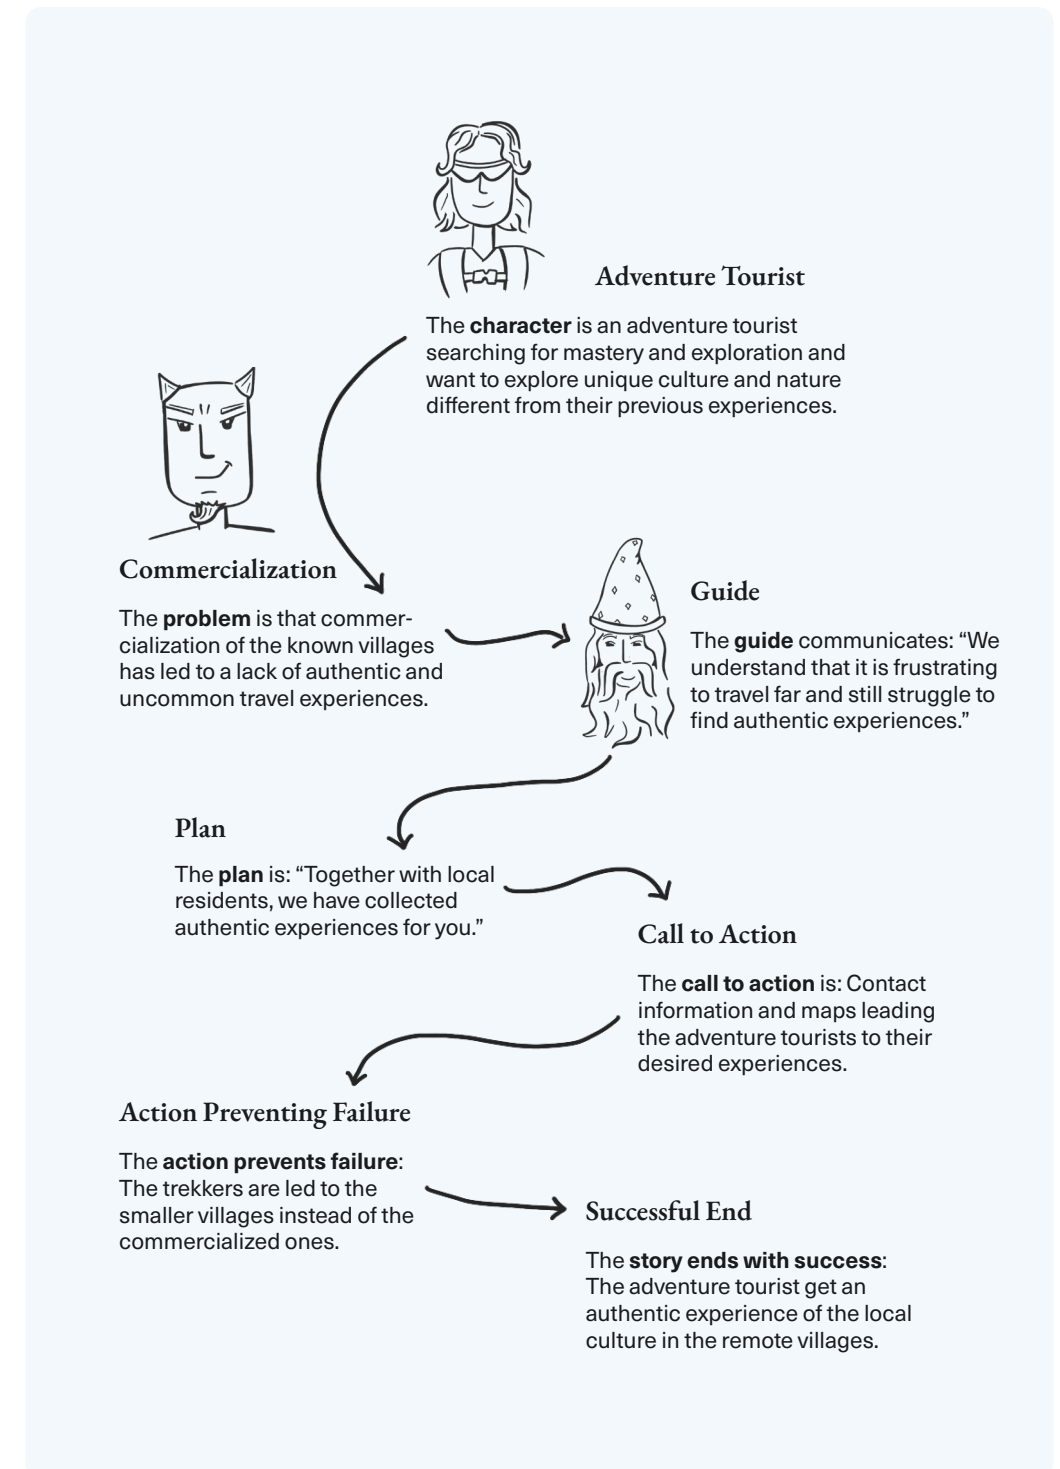 Adventure Tourist
The character is an adventure tourist
searching for mastery and exploration and
want to explore unique culture and nature
different from their previous experiences.
Commercialization
The problem is that commer-
cialization of the known villages
has led to a lack of authentic and
uncommon travel experiences.
Guide
The guide communicates: “We
understand that it is frustrating
to travel far and still struggle to
find authentic experiences.”
Plan
The plan is: “Together with local
residents, we have collected
authentic experiences for you.”
Call to Action
The call to action is: Contact
information and maps leading
the adventure tourists to their
desired experiences.
Action Preventing Failure
The action prevents failure:
The trekkers are led to the
smaller villages instead of the
commercialized ones.
Successful End
The story ends with success:
The adventure tourist get an
authentic experience of the local
culture in the remote villages.